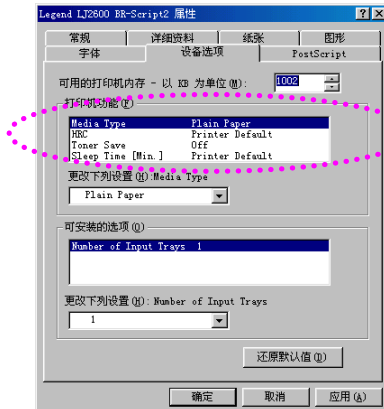 Legend LJ2600 BR-Script2 属性
常规 详细资料 纸张 图形
字体 设备选项 PostScript
可用的打印机内存 - 以 KB 为单位(M): 1002
打印机功能(F)
Media Type Plain Paper
HRC Printer Default
Toner Save Off
Sleep Time [Min.] Printer Default
更改下列设置(H):Media Type
Plain Paper
可安装的选项(O)
Number of Input Trays 1
更改下列设置(H): Number of Input Trays
1
还原默认值(D)
确定 取消 应用(A)